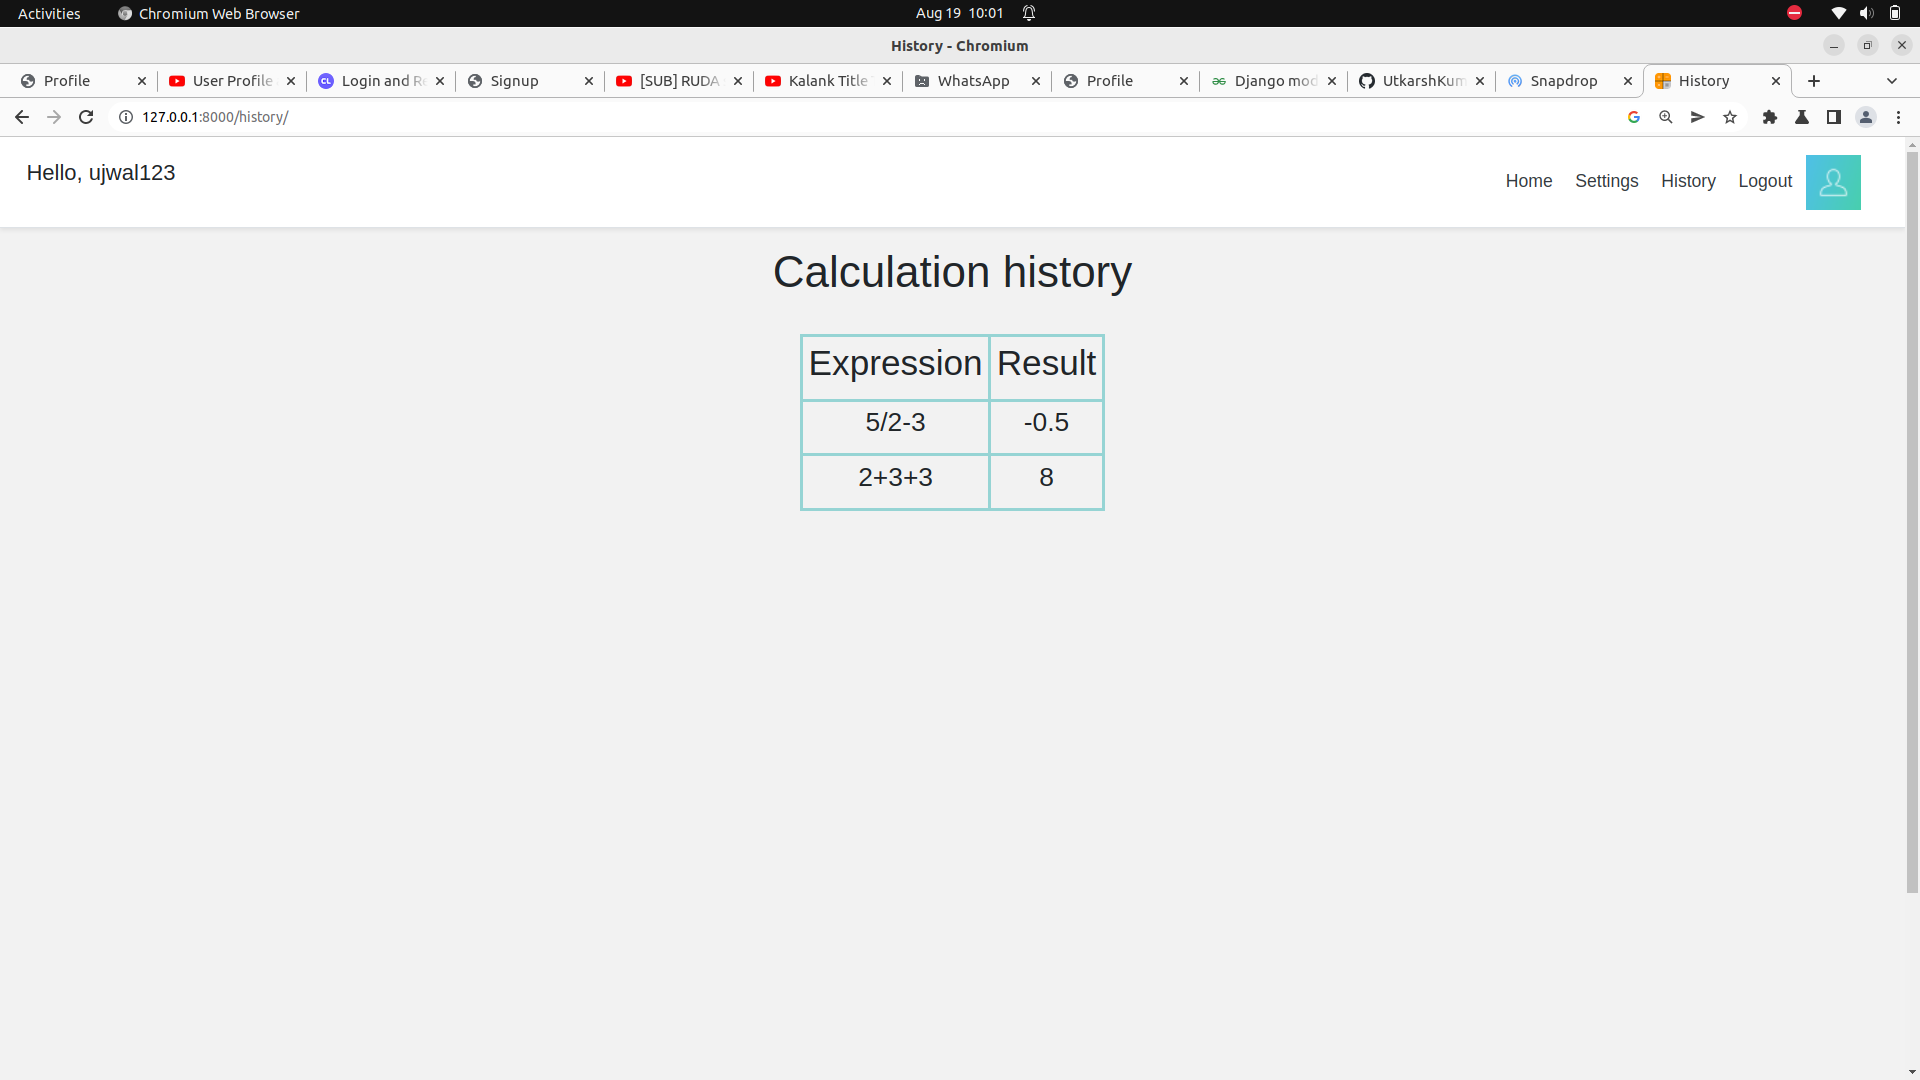 Activities Chromium Web Browser Aug 19 10:01
History - Chromium
Profile User Profile [SUB] Login and Re Signup [SUB] RUDA Kalank Title WhatsApp Profile Django mod UtkarshKum Snapdrop History
127.0.0.1:8000/history/
Hello, ujwal123
Home Settings History Logout
Calculation history
Expression Result
5/2-3 -0.5
2+3+3 8